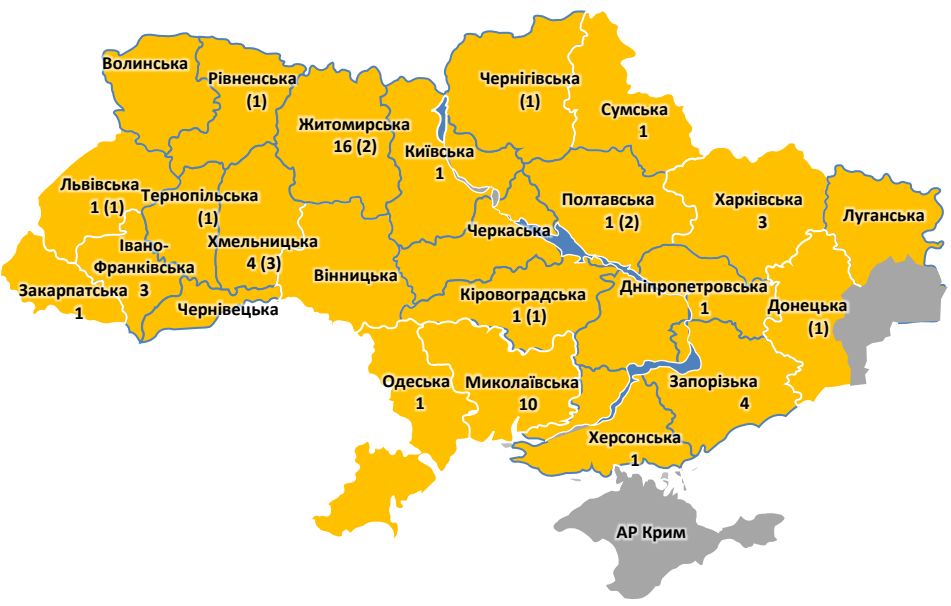 Волинська
Рівненська
(1)
Житомирська
16 (2)
Київська
1
Чернігівська
(1)
Сумська
1
Львівська
1 (1)
Тернопільська
(1)
Хмельницька
4 (3)
Івано-
Франківська
3
Закарпатська
1
Чернівецька
Вінницька
Черкаська
Полтавська
1 (2)
Харківська
3
Луганська
Кіровоградська
1 (1)
Дніпропетровська
1
Донецька
(1)
Одеська
1
Миколаївська
10
Запорізька
4
Херсонська
1
АР Крим